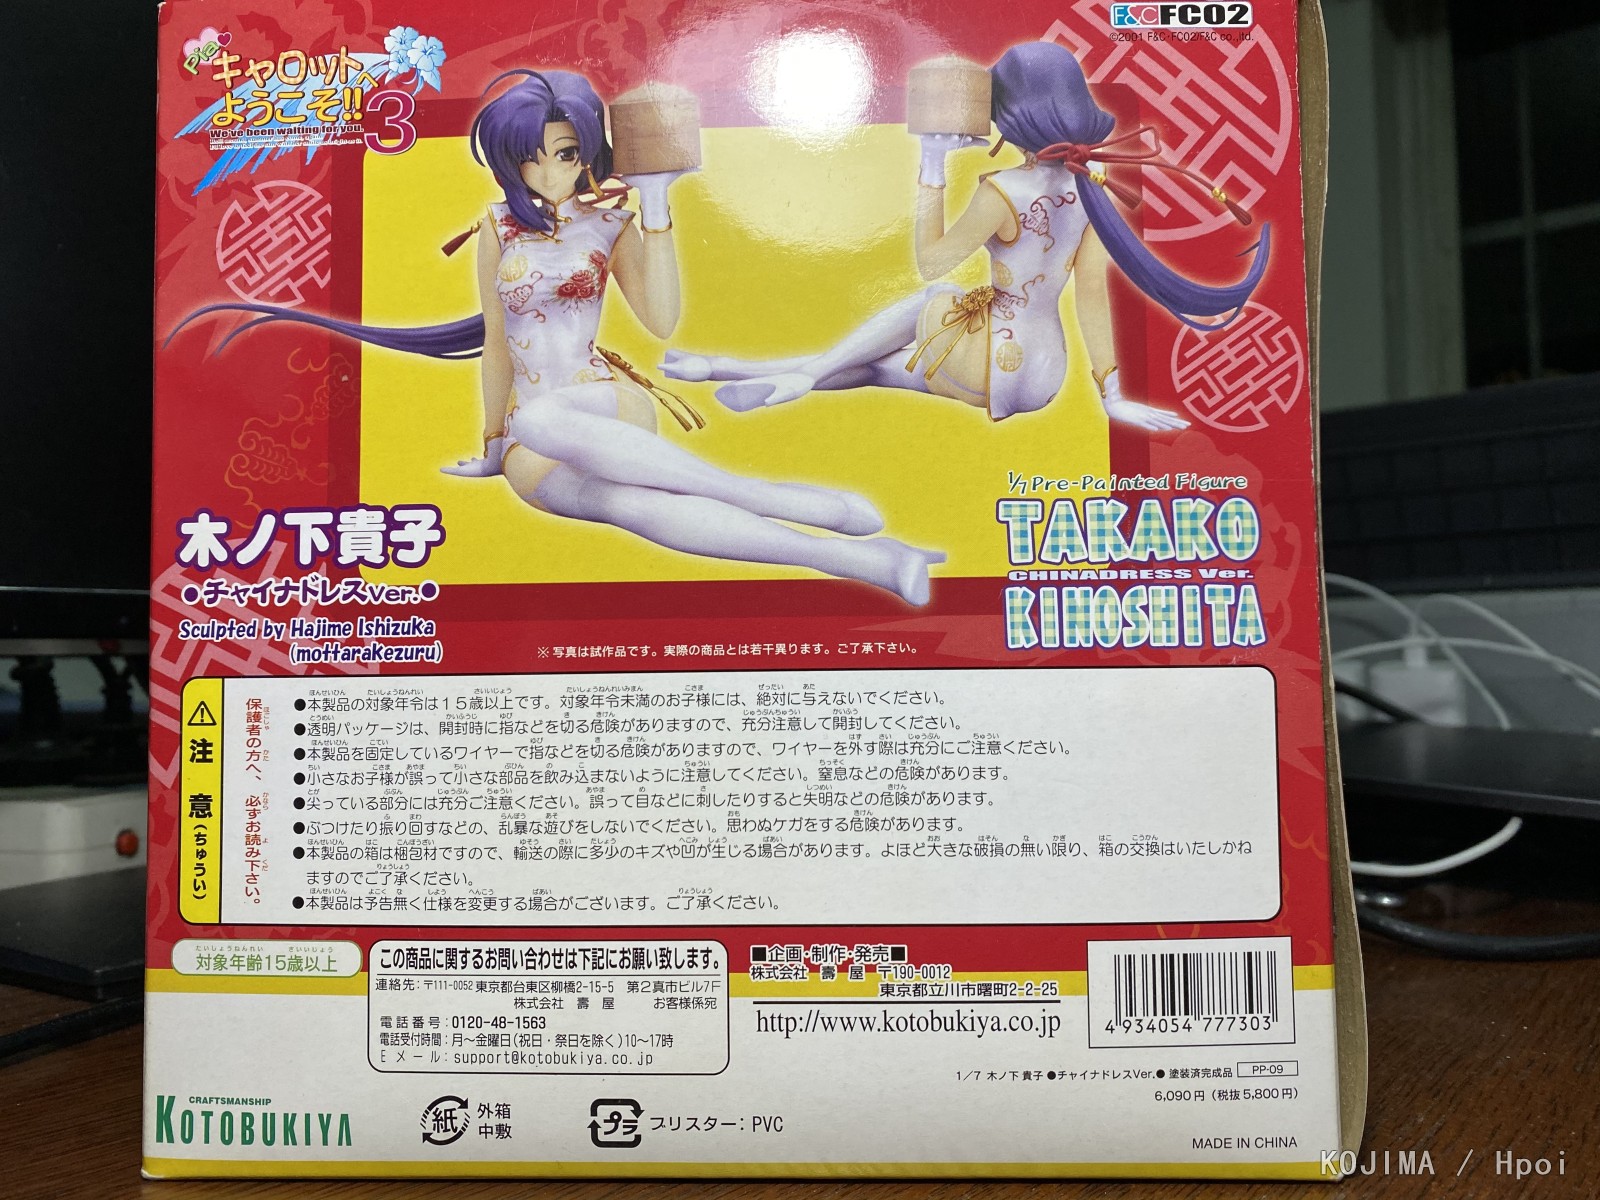 Pia♥
キャロットへ
ようこそ!!
3
We've been waiting for you.
F&C FC02
©2001 F&C・FC02/F&C co.,ltd.
木ノ下貴子
●チャイナドレスver.●
Sculpted by Hajime Ishizuka
(mottarakezuru)
1/7 Pre-Painted Figure
TAKAKO
CHINADRESS Ver.
KINOSHITA
※写真は試作品です。実際の商品とは若干異ります。ご了承下さい。
注意(ちゅうい)
保護者の方へ、必ずお読み下さい。
●本製品の対象年令は15歳以上です。対象年令未満のお子様には、絶対に与えないでください。
●透明パッケージは、開封時に指などを切る危険がありますので、充分注意して開封してください。
●本製品を固定しているワイヤーで指などを切る危険がありますので、ワイヤーを外す際は充分にご注意ください。
●小さなお子様が誤って小さな部品を飲み込まないように注意してください。窒息などの危険があります。
●尖っている部分には充分ご注意ください。誤って目などに刺したりすると失明などの危険があります。
●ぶつけたり振り回すなどの、乱暴な遊びをしないでください。思わぬケガをする危険があります。
●本製品の箱は梱包材ですので、輸送の際に多少のキズや凹が生じる場合があります。よほど大きな破損の無い限り、箱の交換はいたしかね
ますのでご了承ください。
●本製品は予告無く仕様を変更する場合がございます。ご了承ください。
対象年齢15歳以上
この商品に関するお問い合わせは下記にお願い致します。
連絡先:〒111-0052 東京都台東区柳橋2-15-5 第2真市ビル7F
株式会社 壽 屋 お客様係宛
電話番号:0120-48-1563
電話受付時間:月〜金曜日(祝日・祭日を除く)10〜17時
Eメール:support@kotobukiya.co.jp
■企画・制作・発売■
株式会社 壽 屋 〒190-0012
東京都立川市曙町2-2-25
http://www.kotobukiya.co.jp
4 934054 777303
1/7 木ノ下 貴子 ●チャイナドレスVer.● 塗装済完成品 PP-09
6,090円(税抜5,800円)
CRAFTSMANSHIP
KOTOBUKIYA
紙
外箱
中敷
プラ
ブリスター:PVC
MADE IN CHINA
KOJIMA / Hpoi